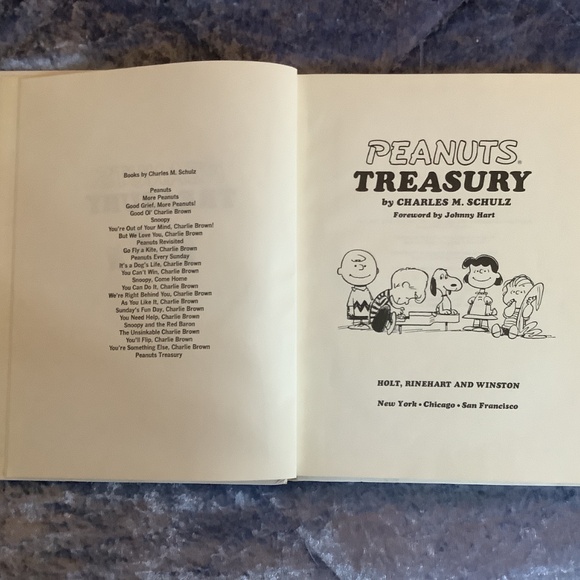 Books by Charles M. Schulz
Peanuts
More Peanuts
Good Grief, More Peanuts!
Good Ol' Charlie Brown
Snoopy
You're Out of Your Mind, Charlie Brown!
But We Love You, Charlie Brown
Peanuts Revisited
Go Fly a Kite, Charlie Brown
Peanuts Every Sunday
It's a Dog's Life, Charlie Brown
You Can't Win, Charlie Brown
Snoopy, Come Home
You Can Do It, Charlie Brown
We're Right Behind You, Charlie Brown
As You Like It, Charlie Brown
Sunday's Fun Day, Charlie Brown
You Need Help, Charlie Brown
Snoopy and the Red Baron
The Unsinkable Charlie Brown
You'll Flip, Charlie Brown
You're Something Else, Charlie Brown
Peanuts Treasury
PEANUTS®
TREASURY
by CHARLES M. SCHULZ
Foreword by Johnny Hart
HOLT, RINEHART AND WINSTON
New York • Chicago • San Francisco